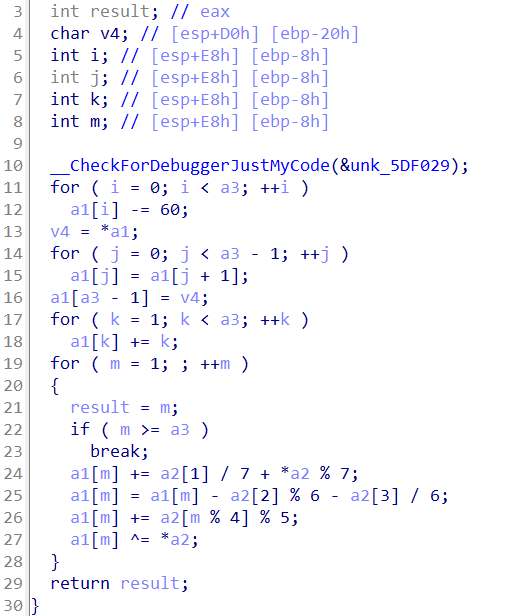 3 int result; // eax
4 char v4; // [esp+D0h] [ebp-20h]
5 int i; // [esp+E8h] [ebp-8h]
6 int j; // [esp+E8h] [ebp-8h]
7 int k; // [esp+E8h] [ebp-8h]
8 int m; // [esp+E8h] [ebp-8h]
9
10 __CheckForDebuggerJustMyCode(&unk_5DF029);
11 for ( i = 0; i < a3; ++i )
12 a1[i] -= 60;
13 v4 = *a1;
14 for ( j = 0; j < a3 - 1; ++j )
15 a1[j] = a1[j + 1];
16 a1[a3 - 1] = v4;
17 for ( k = 1; k < a3; ++k )
18 a1[k] += k;
19 for ( m = 1; ; ++m )
20 {
21 result = m;
22 if ( m >= a3 )
23 break;
24 a1[m] += a2[1] / 7 + *a2 % 7;
25 a1[m] = a1[m] - a2[2] % 6 - a2[3] / 6;
26 a1[m] += a2[m % 4] % 5;
27 a1[m] ^= *a2;
28 }
29 return result;
30 }